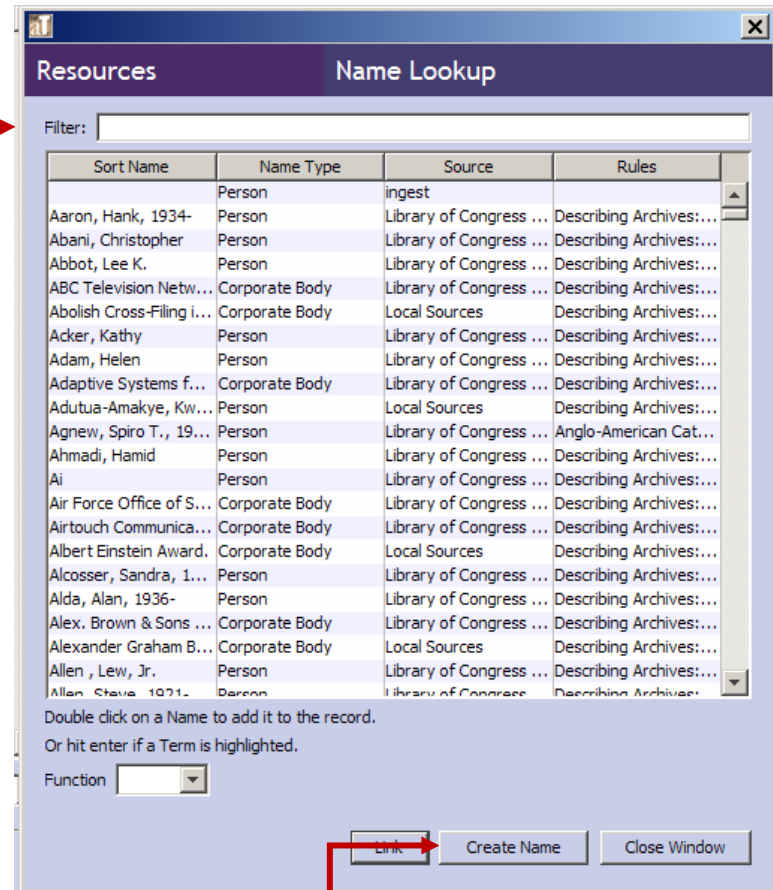 aT
Resources Name Lookup
Filter:
Sort Name Name Type Source Rules
Person ingest
Aaron, Hank, 1934- Person Library of Congress ... Describing Archives:...
Abani, Christopher Person Library of Congress ... Describing Archives:...
Abbot, Lee K. Person Library of Congress ... Describing Archives:...
ABC Television Netw... Corporate Body Library of Congress ... Describing Archives:...
Abolish Cross-Filing i... Corporate Body Local Sources Describing Archives:...
Acker, Kathy Person Library of Congress ... Describing Archives:...
Adam, Helen Person Library of Congress ... Describing Archives:...
Adaptive Systems f... Corporate Body Library of Congress ... Describing Archives:...
Adutua-Amakye, Kw... Person Local Sources Describing Archives:...
Agnew, Spiro T., 19... Person Library of Congress ... Anglo-American Cat...
Ahmadi, Hamid Person Library of Congress ... Describing Archives:...
Ai Person Library of Congress ... Describing Archives:...
Air Force Office of S... Corporate Body Library of Congress ... Describing Archives:...
Airtouch Communica... Corporate Body Library of Congress ... Describing Archives:...
Albert Einstein Award. Corporate Body Local Sources Describing Archives:...
Alcosser, Sandra, 1... Person Library of Congress ... Describing Archives:...
Alda, Alan, 1936- Person Library of Congress ... Describing Archives:...
Alex. Brown & Sons ... Corporate Body Library of Congress ... Describing Archives:...
Alexander Graham B... Corporate Body Local Sources Describing Archives:...
Allen , Lew, Jr. Person Library of Congress ... Describing Archives:...
Allen, Steve, 1921- Person Library of Congress Describing Archives:
Double click on a Name to add it to the record.
Or hit enter if a Term is highlighted.
Function
Link Create Name Close Window